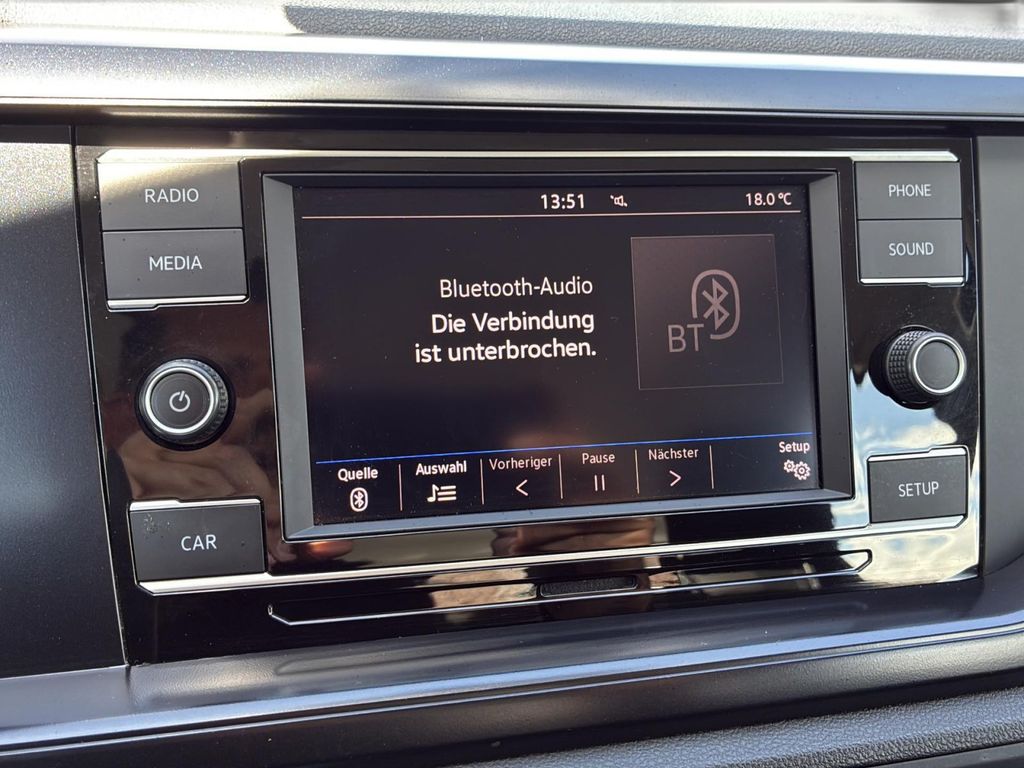 RADIO
MEDIA
CAR
13:51
18.0 °C
Bluetooth-Audio
Die Verbindung
ist unterbrochen.
BT
Quelle
Auswahl
Vorheriger
Pause
Nächster
Setup
PHONE
SOUND
SETUP